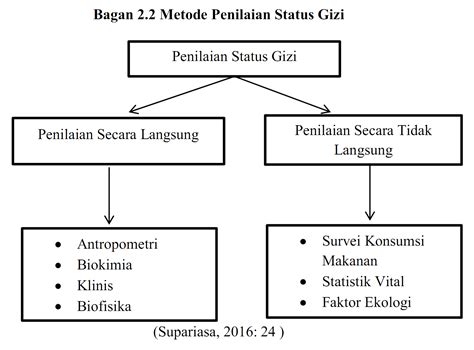 Bagan 2.2 Metode Penilaian Status Gizi
Penilaian Status Gizi
Penilaian Secara Langsung
Penilaian Secara Tidak
Langsung
• Antropometri
• Biokimia
• Klinis
• Biofisika
• Survei Konsumsi
Makanan
• Statistik Vital
• Faktor Ekologi
(Supariasa, 2016: 24 )